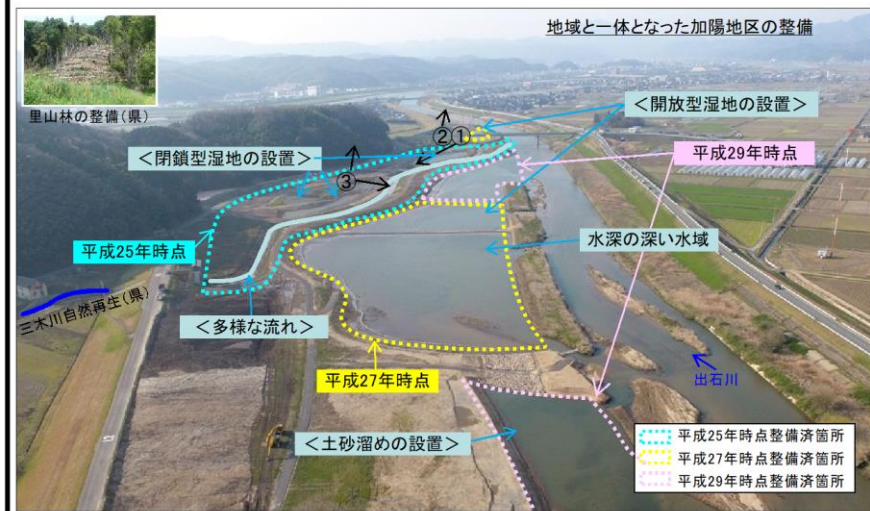 地域と一体となった加陽地区の整備
里山林の整備(県)
<開放型湿地の設置>
②①
<閉鎖型湿地の設置>
平成29年時点
③
平成25年時点
水深の深い水域
三木川自然再生(県)
<多様な流れ>
平成27年時点
出石川
<土砂溜めの設置>
平成25年時点整備済箇所
平成27年時点整備済箇所
平成29年時点整備済箇所